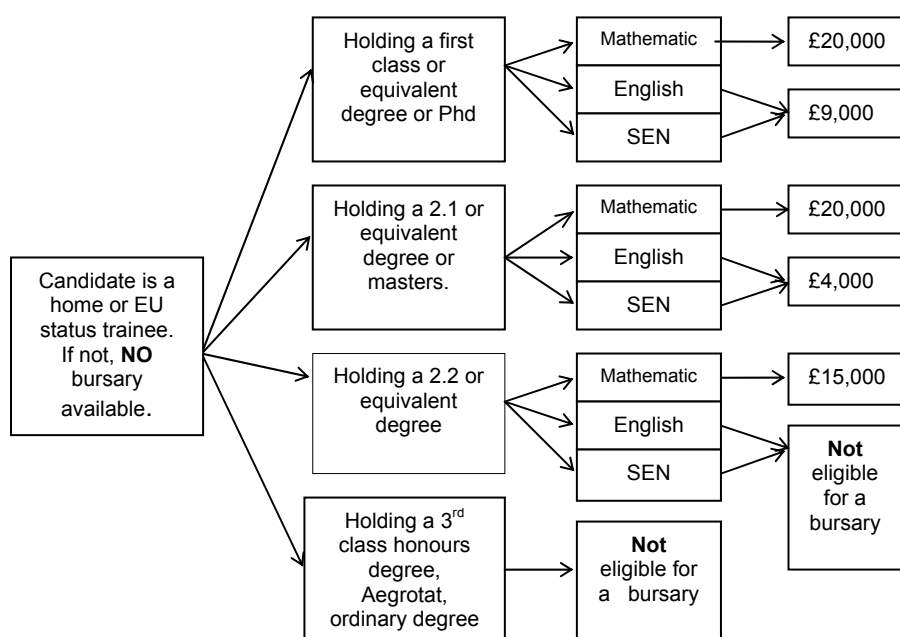 Candidate is a
home or EU
status trainee.
If not, NO
bursary
available.
Holding a first
class or
equivalent
degree or Phd
Mathematic
English
SEN
£20,000
£9,000
Holding a 2.1 or
equivalent
degree or
masters.
Mathematic
English
SEN
£20,000
£4,000
Holding a 2.2 or
equivalent
degree
Mathematic
English
SEN
£15,000
Not
eligible
for a
bursary
Holding a 3rd
class honours
degree,
Aegrotat,
ordinary degree
Not
eligible for
a bursary